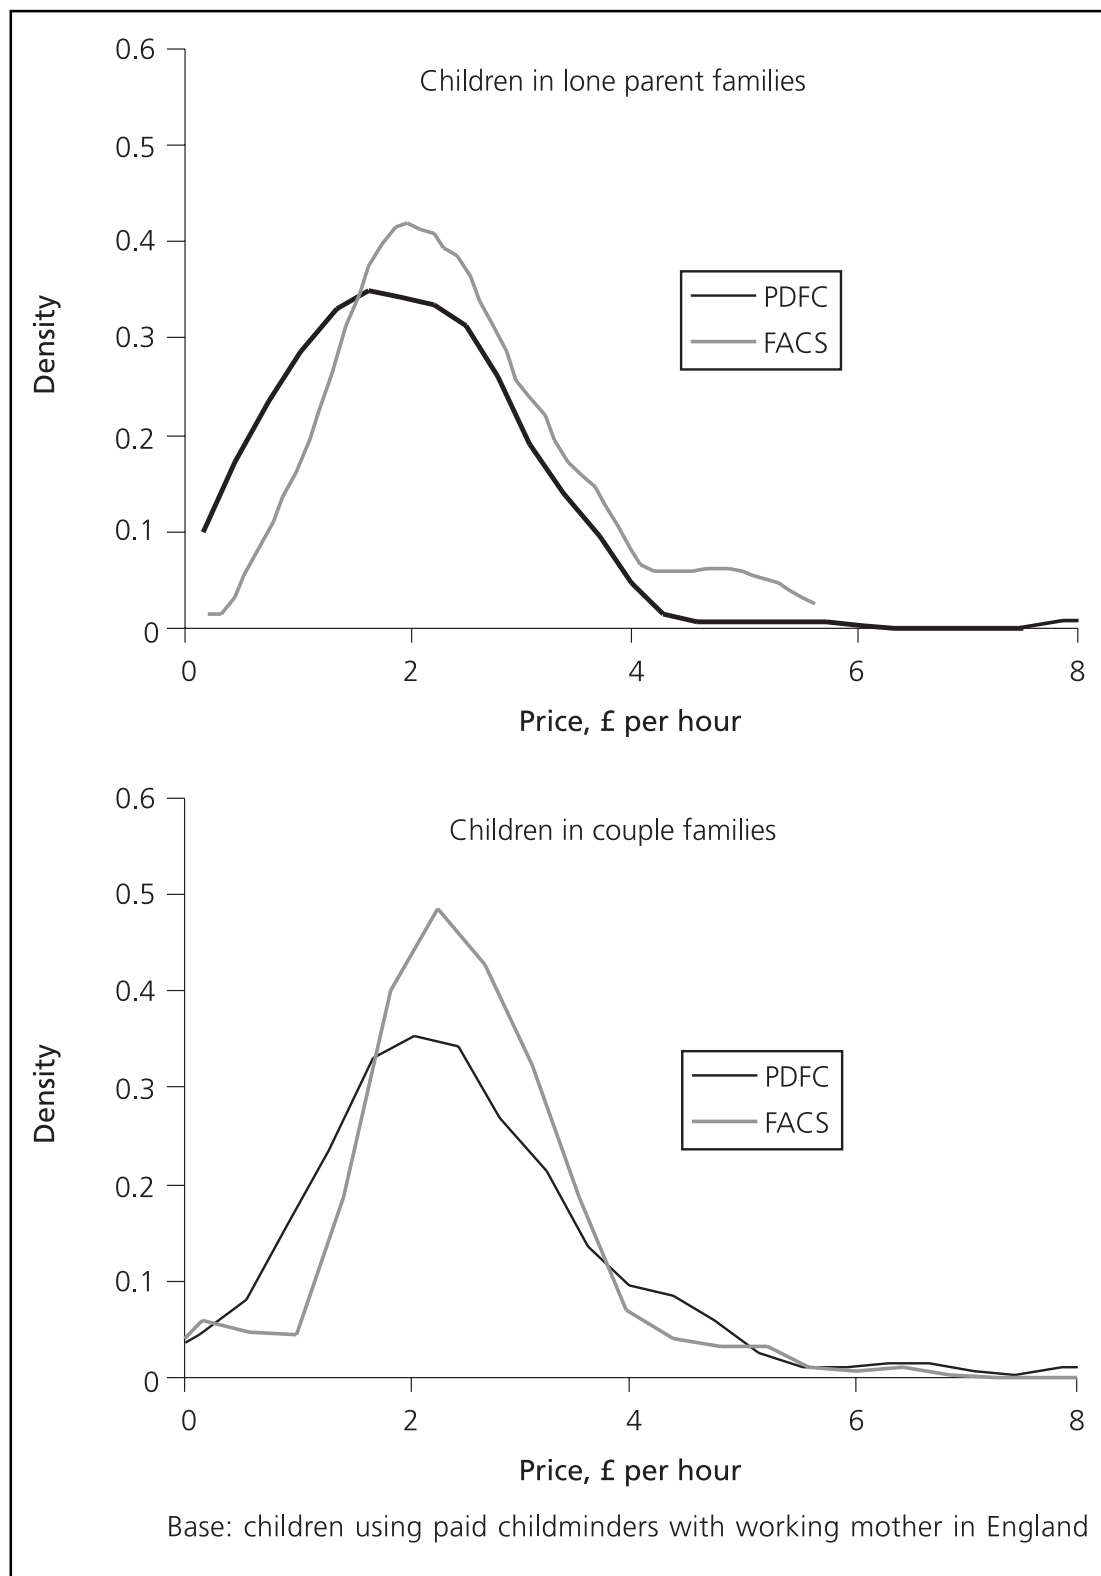 Children in lone parent families
0.6
0.5
0.4
0.3
0.2
0.1
0
Density
PDFC
FACS
0 2 4 6 8
Price, £ per hour
Children in couple families
0.6
0.5
0.4
0.3
0.2
0.1
0
Density
PDFC
FACS
0 2 4 6 8
Price, £ per hour
Base: children using paid childminders with working mother in England